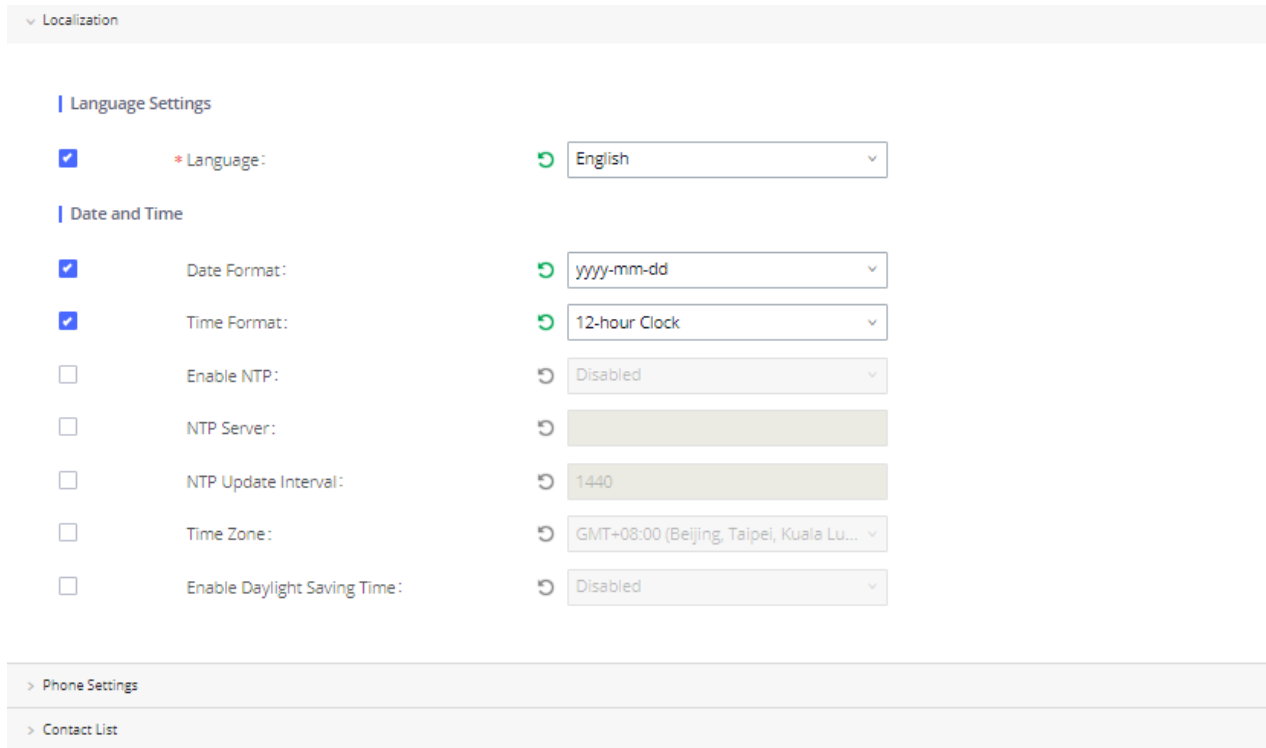 Localization
Language Settings
* Language: English
Date and Time
Date Format: yyyy-mm-dd
Time Format: 12-hour Clock
Enable NTP: Disabled
NTP Server:
NTP Update Interval: 1440
Time Zone: GMT+08:00 (Beijing, Taipei, Kuala Lu...
Enable Daylight Saving Time: Disabled
Phone Settings
Contact List